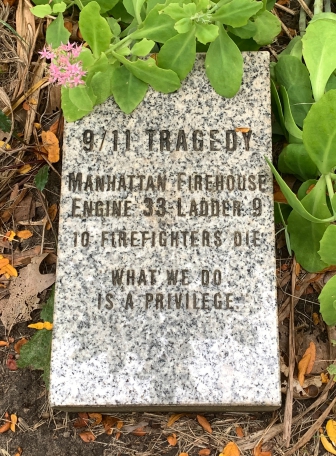 9/11 TRAGEDY
MANHATTAN FIREHOUSE
ENGINE 33 LADDER 9
10 FIREFIGHTERS DIE
WHAT WE DO
IS A PRIVILEGE